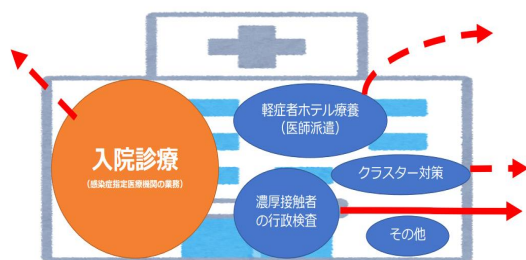 入院診療
(感染症指定医療機関の業務)
軽症者ホテル療養
(医師派遣)
クラスター対策
濃厚接触者
の行政検査
その他